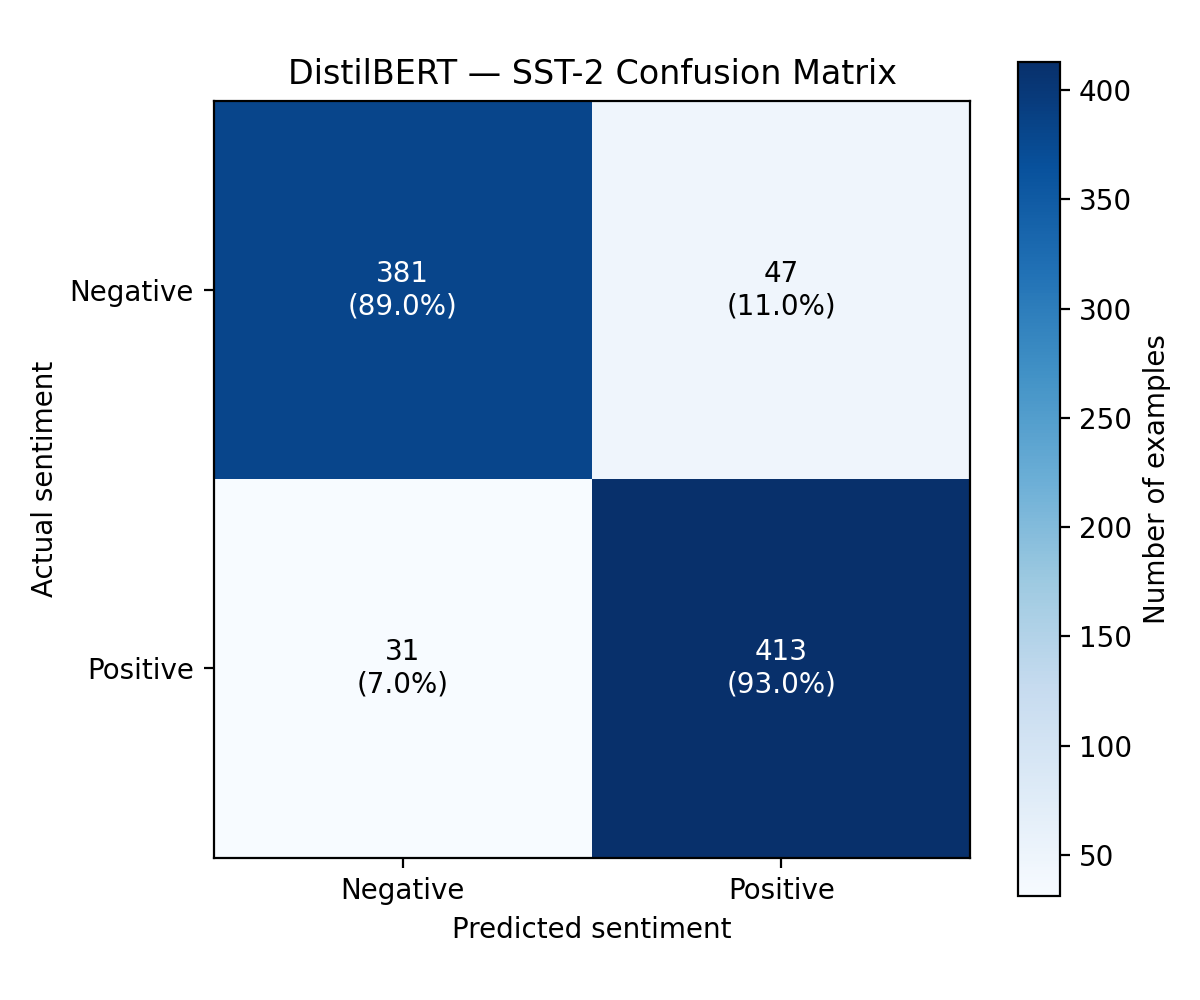 DistilBERT — SST-2 Confusion Matrix
Actual sentiment
Negative
Positive
381
(89.0%)
47
(11.0%)
31
(7.0%)
413
(93.0%)
Negative
Positive
Predicted sentiment
400
350
300
250
200
150
100
50
Number of examples